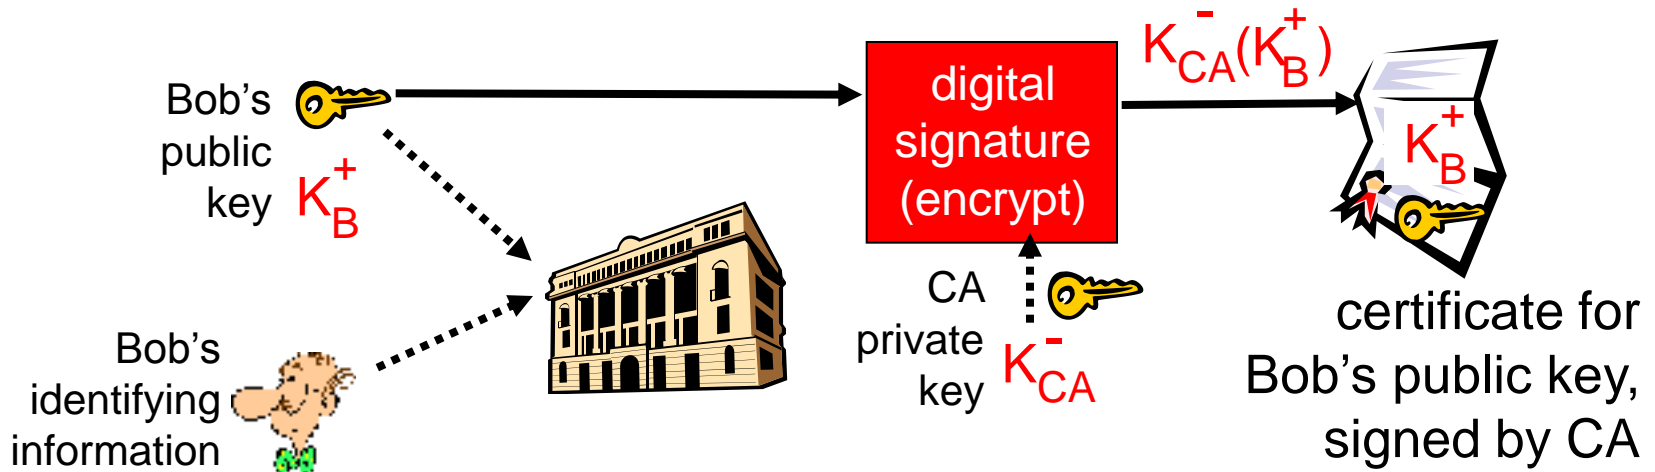 Bob’s
public
key
K_B^+
Bob’s
identifying
information
digital
signature
(encrypt)
CA
private
key
K_CA^-
K_CA^-(K_B^+)
K_B^+
certificate for
Bob’s public key,
signed by CA